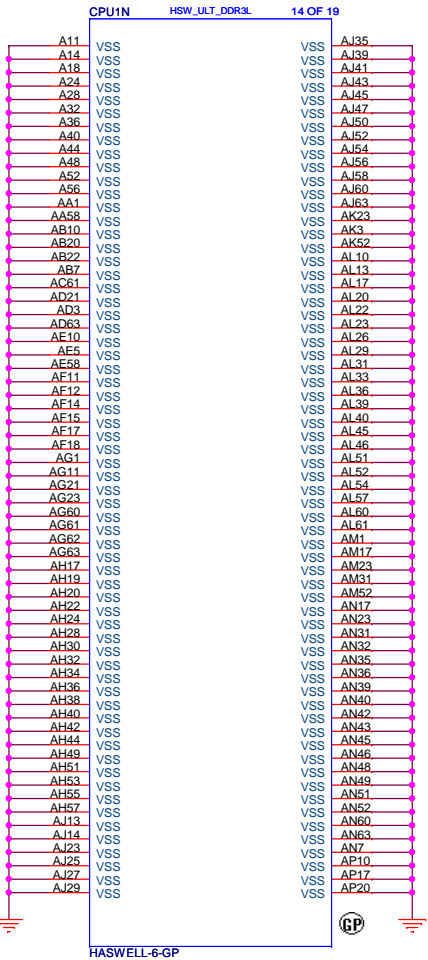 CPU1N HSW_ULT_DDR3L 14 OF 19
A11 VSS VSS AJ35
A14 VSS VSS AJ39
A18 VSS VSS AJ41
A24 VSS VSS AJ43
A28 VSS VSS AJ45
A32 VSS VSS AJ47
A36 VSS VSS AJ50
A40 VSS VSS AJ52
A44 VSS VSS AJ54
A48 VSS VSS AJ56
A52 VSS VSS AJ58
A56 VSS VSS AJ60
AA1 VSS VSS AJ63
AA58 VSS VSS AK23
AB10 VSS VSS AK3
AB20 VSS VSS AK52
AB22 VSS VSS AL10
AB7 VSS VSS AL13
AC61 VSS VSS AL17
AD21 VSS VSS AL20
AD3 VSS VSS AL22
AD63 VSS VSS AL23
AE10 VSS VSS AL26
AE5 VSS VSS AL29
AE58 VSS VSS AL31
AF11 VSS VSS AL33
AF12 VSS VSS AL36
AF14 VSS VSS AL39
AF15 VSS VSS AL40
AF17 VSS VSS AL45
AF18 VSS VSS AL46
AG1 VSS VSS AL51
AG11 VSS VSS AL52
AG21 VSS VSS AL54
AG23 VSS VSS AL57
AG60 VSS VSS AL60
AG61 VSS VSS AL61
AG62 VSS VSS AM1
AG63 VSS VSS AM17
AH17 VSS VSS AM23
AH19 VSS VSS AM31
AH20 VSS VSS AM52
AH22 VSS VSS AN17
AH24 VSS VSS AN23
AH28 VSS VSS AN31
AH30 VSS VSS AN32
AH32 VSS VSS AN35
AH34 VSS VSS AN36
AH36 VSS VSS AN39
AH38 VSS VSS AN40
AH40 VSS VSS AN42
AH42 VSS VSS AN43
AH44 VSS VSS AN45
AH49 VSS VSS AN46
AH51 VSS VSS AN48
AH53 VSS VSS AN49
AH55 VSS VSS AN51
AH57 VSS VSS AN52
AJ13 VSS VSS AN60
AJ14 VSS VSS AN63
AJ23 VSS VSS AN7
AJ25 VSS VSS AP10
AJ27 VSS VSS AP17
AJ29 VSS VSS AP20
GP
HASWELL-6-GP